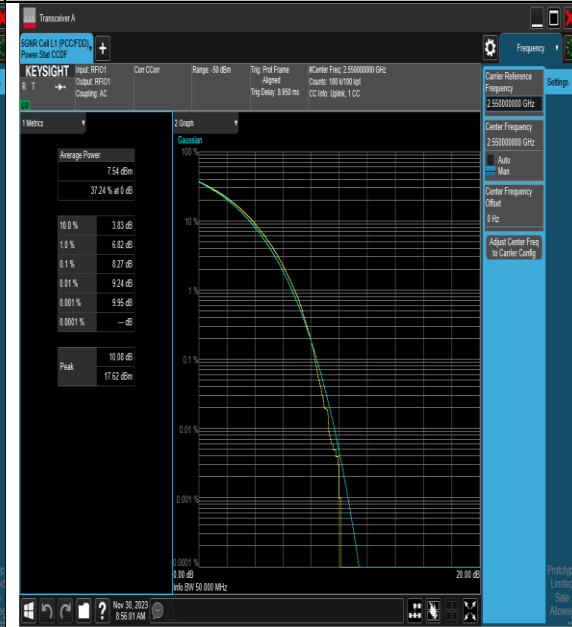 Transceiver A
5GNR Cell L1 (PCC/FDD),
Power Stat CCDF
Frequency
KEYSIGHT
R T
Input: RFIO1
Output: RFIO1
Coupling: AC
Corr CCorr
Range: -50 dBm
Trig: Prot Frame
Aligned
Trig Delay: 8.950 ms
#Center Freq: 2.550000000 GHz
Counts: 100 k/100 kpt
CC Info: Uplink, 1 CC
Carrier Reference
Frequency
2.550000000 GHz
Settings
1 Metrics
2 Graph
Gaussian
Center Frequency
2.550000000 GHz
Auto
Man
Center Frequency
Offset
0 Hz
Adjust Center Freq
to Carrier Config
Average Power
7.54 dBm
37.24 % at 0 dB
10.0 % 3.83 dB
1.0 % 6.82 dB
0.1 % 8.27 dB
0.01 % 9.24 dB
0.001 % 9.95 dB
0.0001 % --- dB
Peak
10.08 dB
17.62 dBm
100 %
10 %
1 %
0.1 %
0.01 %
0.001 %
0.0001 %
0.00 dB
20.00 dB
Info BW 50.000 MHz
Nov 30, 2023
8:56:01 AM